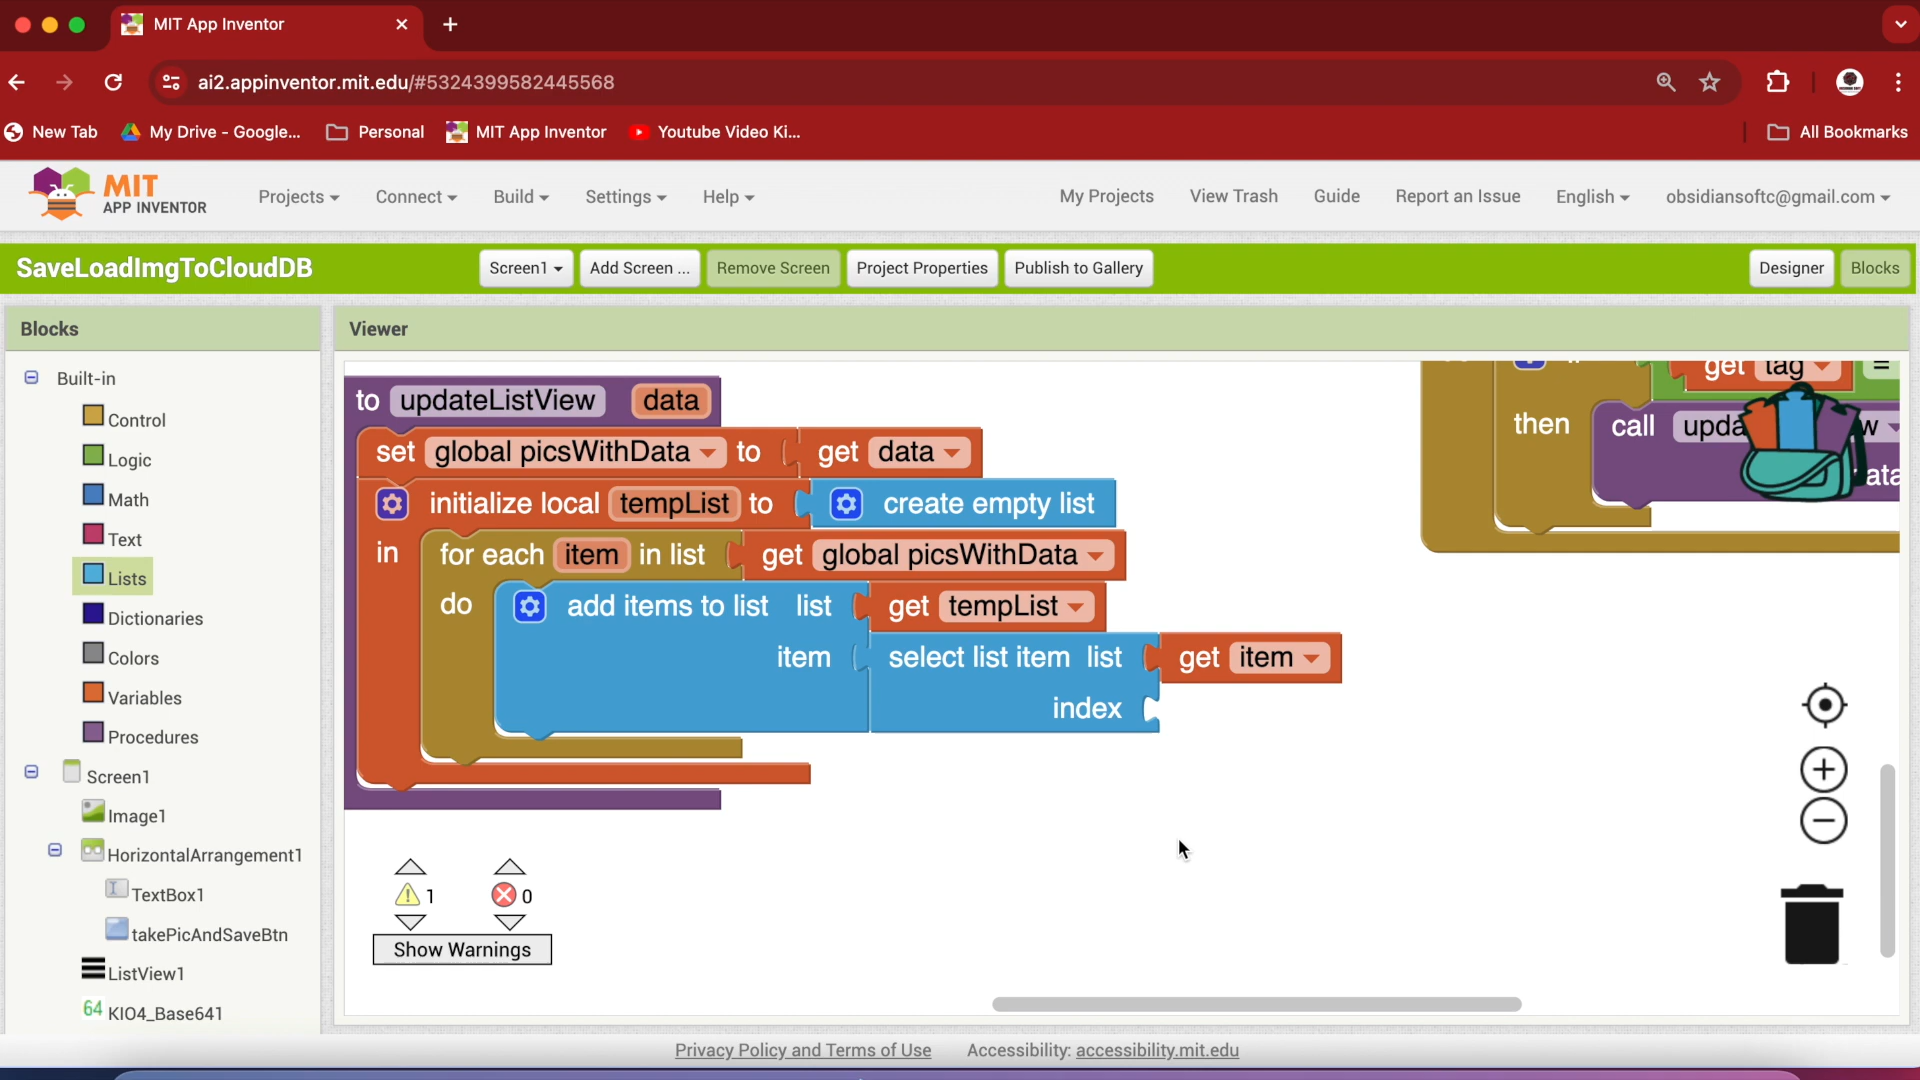 MIT App Inventor
ai2.appinventor.mit.edu/#5324399582445568
New Tab
My Drive - Google...
Personal
MIT App Inventor
Youtube Video Ki...
All Bookmarks
MIT
APP INVENTOR
Projects
Connect
Build
Settings
Help
My Projects
View Trash
Guide
Report an Issue
English
obsidiansoftc@gmail.com
SaveLoadImgToCloudDB
Screen1
Add Screen ...
Remove Screen
Project Properties
Publish to Gallery
Designer
Blocks
Blocks
Viewer
Built-in
Control
Logic
Math
Text
Lists
Dictionaries
Colors
Variables
Procedures
Screen1
Image1
HorizontalArrangement1
TextBox1
takePicAndSaveBtn
ListView1
64 KIO4_Base641
to updateListView data
set global picsWithData to get data
initialize local tempList to create empty list
in for each item in list get global picsWithData
do add items to list list get tempList
item select list item list get item
index
get tag =
then call upda
1
0
Show Warnings
Privacy Policy and Terms of Use
Accessibility: accessibility.mit.edu